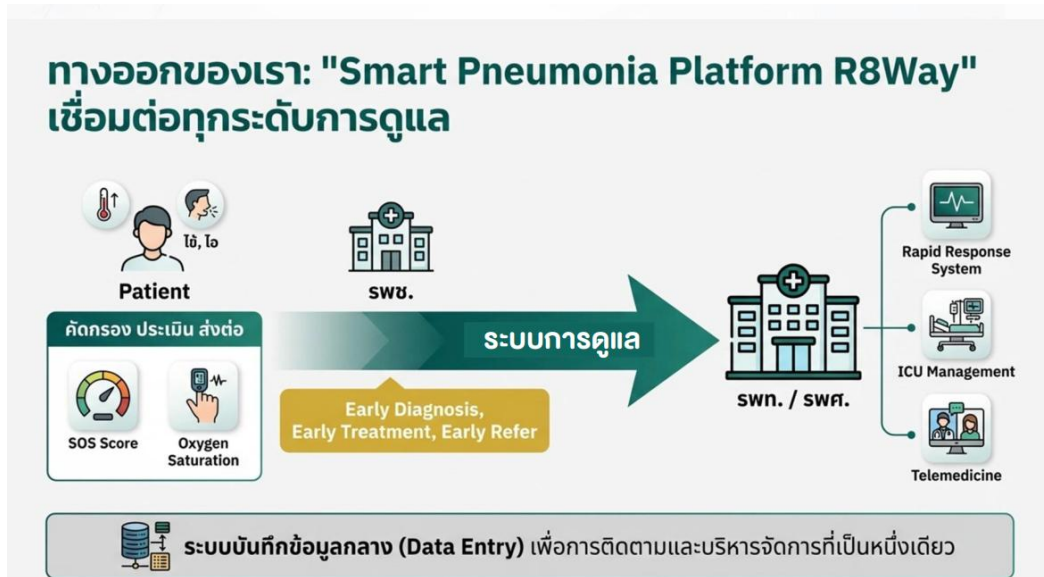 ทางออกของเรา: "Smart Pneumonia Platform R8Way"
เชื่อมต่อทุกระดับการดูแล
ไข้, ไอ
Patient
รพช.
คัดกรอง ประเมิน ส่งต่อ
SOS Score
Oxygen
Saturation
ระบบการดูแล
Early Diagnosis,
Early Treatment, Early Refer
รพท. / รพศ.
Rapid Response
System
ICU Management
Telemedicine
ระบบบันทึกข้อมูลกลาง (Data Entry) เพื่อการติดตามและบริหารจัดการที่เป็นหนึ่งเดียว